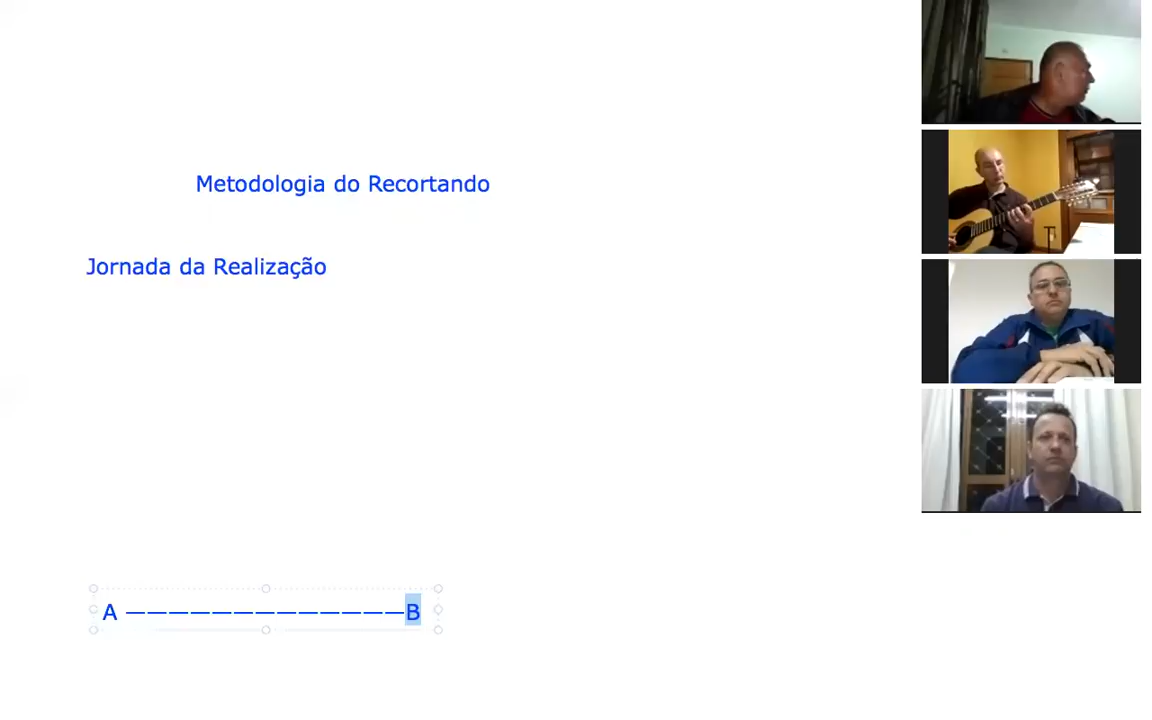 Metodologia do Recortando
Jornada da Realização
A —————————————B